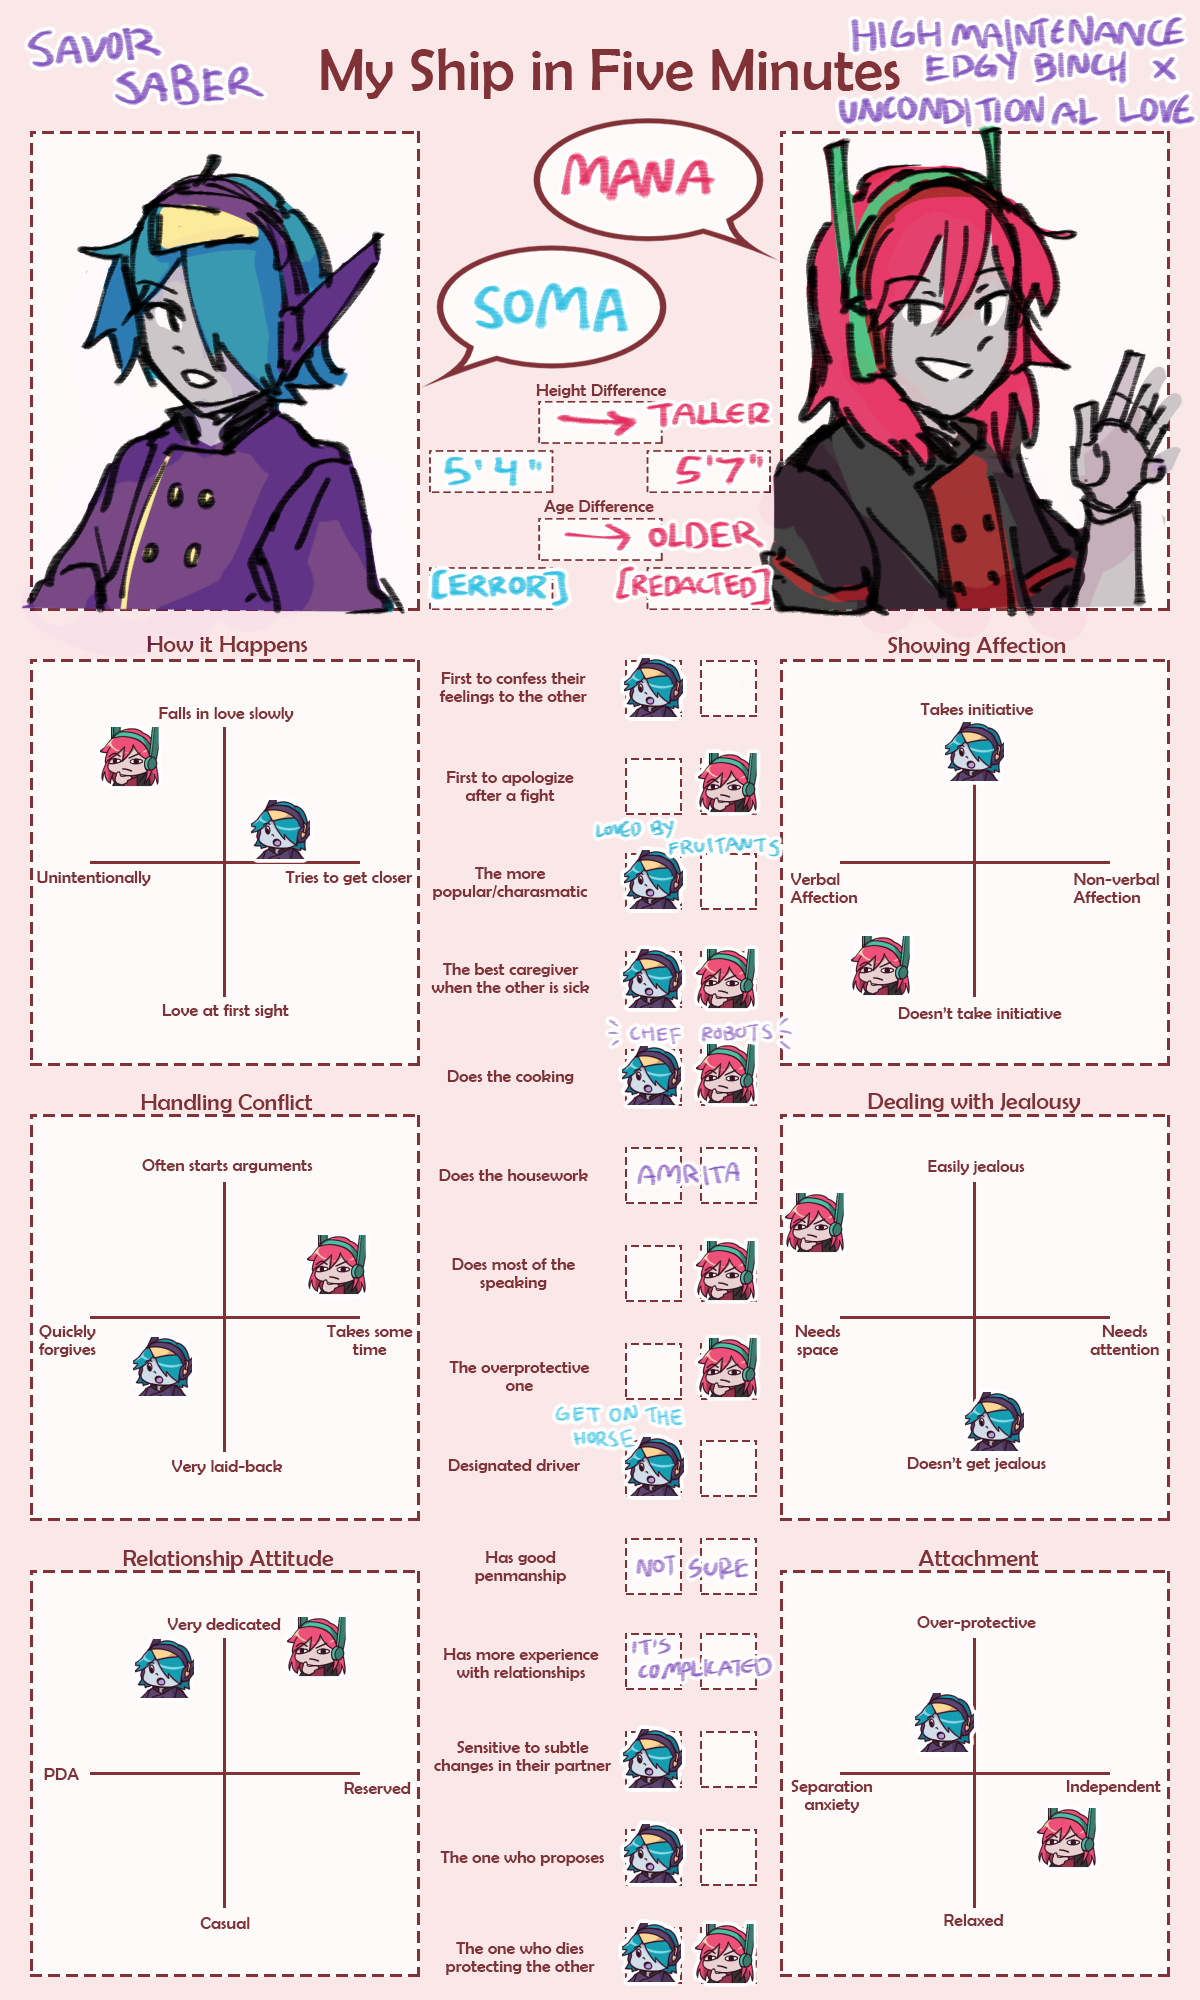 SAVOR
SABER
My Ship in Five Minutes
HIGH MAINTENANCE
EDGY BINCH X
UNCONDITIONAL LOVE
MANA
SOMA
Height Difference
→ TALLER
5'4"
5'7"
Age Difference
→ OLDER
[ERROR]
[REDACTED]
How it Happens
Falls in love slowly
Unintentionally
Tries to get closer
Love at first sight
First to confess their
feelings to the other
First to apologize
after a fight
LOVED BY
FRUITANTS
The more
popular/charasmatic
The best caregiver
when the other is sick
CHEF ROBOTS
Does the cooking
Does the housework
AMRITA
Does most of the
speaking
The overprotective
one
GET ON THE
HORSE
Designated driver
Has good
penmanship
NOT SURE
Has more experience
with relationships
IT'S
COMPLICATED
Sensitive to subtle
changes in their partner
The one who proposes
The one who dies
protecting the other
Showing Affection
Takes initiative
Verbal
Affection
Non-verbal
Affection
Doesn't take initiative
Handling Conflict
Often starts arguments
Quickly
forgives
Takes some
time
Very laid-back
Dealing with Jealousy
Easily jealous
Needs
space
Needs
attention
Doesn't get jealous
Relationship Attitude
Very dedicated
PDA
Reserved
Casual
Attachment
Over-protective
Separation
anxiety
Independent
Relaxed